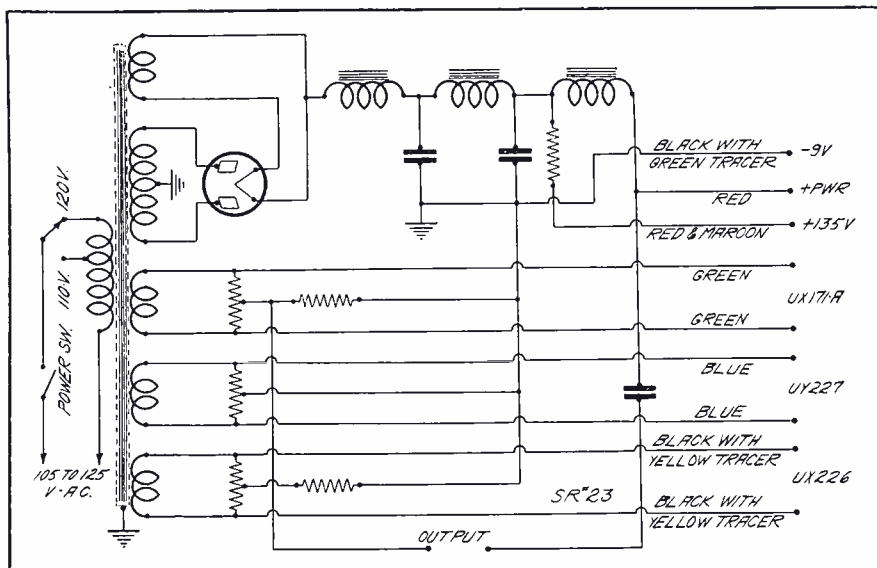 BLACK WITH
GREEN TRACER
-9V
RED
+PWR
RED & MAROON
+135V
120V.
110V.
POWER SW.
105 TO 125
V-AC.
GREEN
UX171-A
GREEN
BLUE
UY227
BLUE
BLACK WITH
YELLOW TRACER
UX226
SR#23
BLACK WITH
YELLOW TRACER
OUTPUT